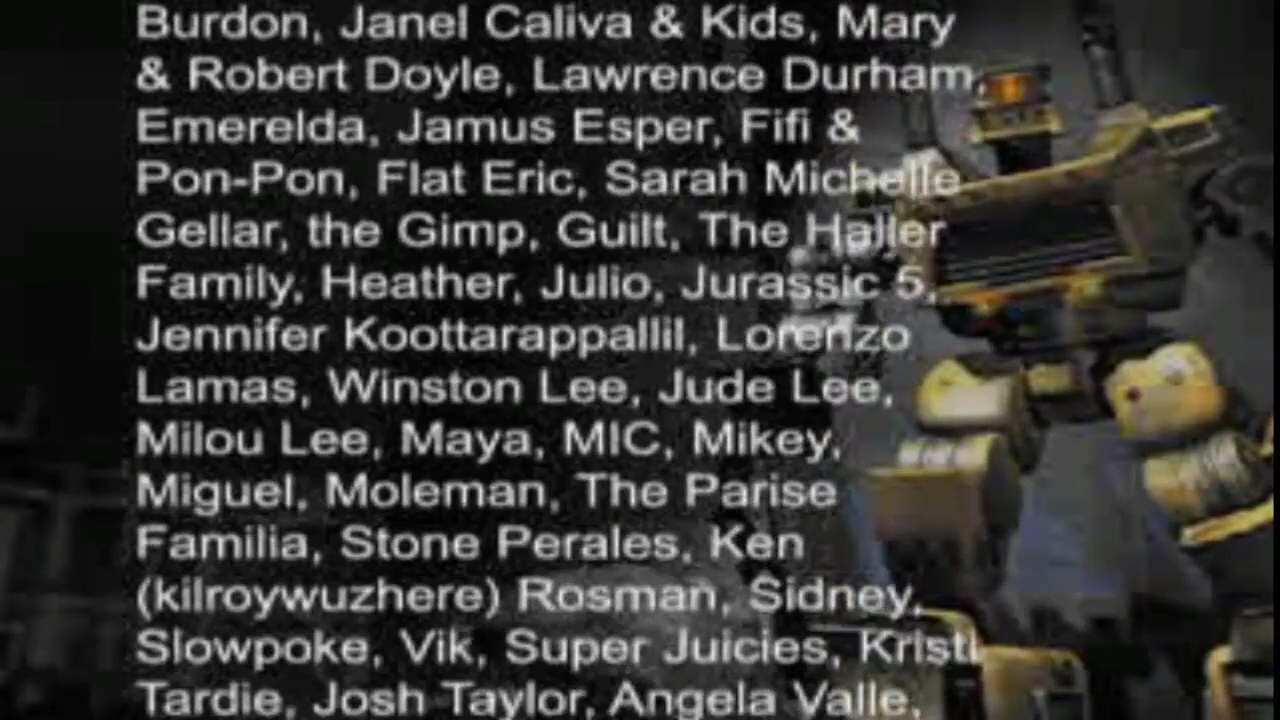 Burdon, Janel Caliva & Kids, Mary
& Robert Doyle, Lawrence Durham,
Emerelda, Jamus Esper, Fifi &
Pon-Pon, Flat Eric, Sarah Michelle
Gellar, the Gimp, Guilt, The Haller
Family, Heather, Julio, Jurassic 5,
Jennifer Koottarappallil, Lorenzo
Lamas, Winston Lee, Jude Lee,
Milou Lee, Maya, MIC, Mikey,
Miguel, Moleman, The Parise
Familia, Stone Perales, Ken
(kilroywuzhere) Rosman, Sidney,
Slowpoke, Vik, Super Juicies, Kristi
Tardie, Josh Taylor, Angela Valle,